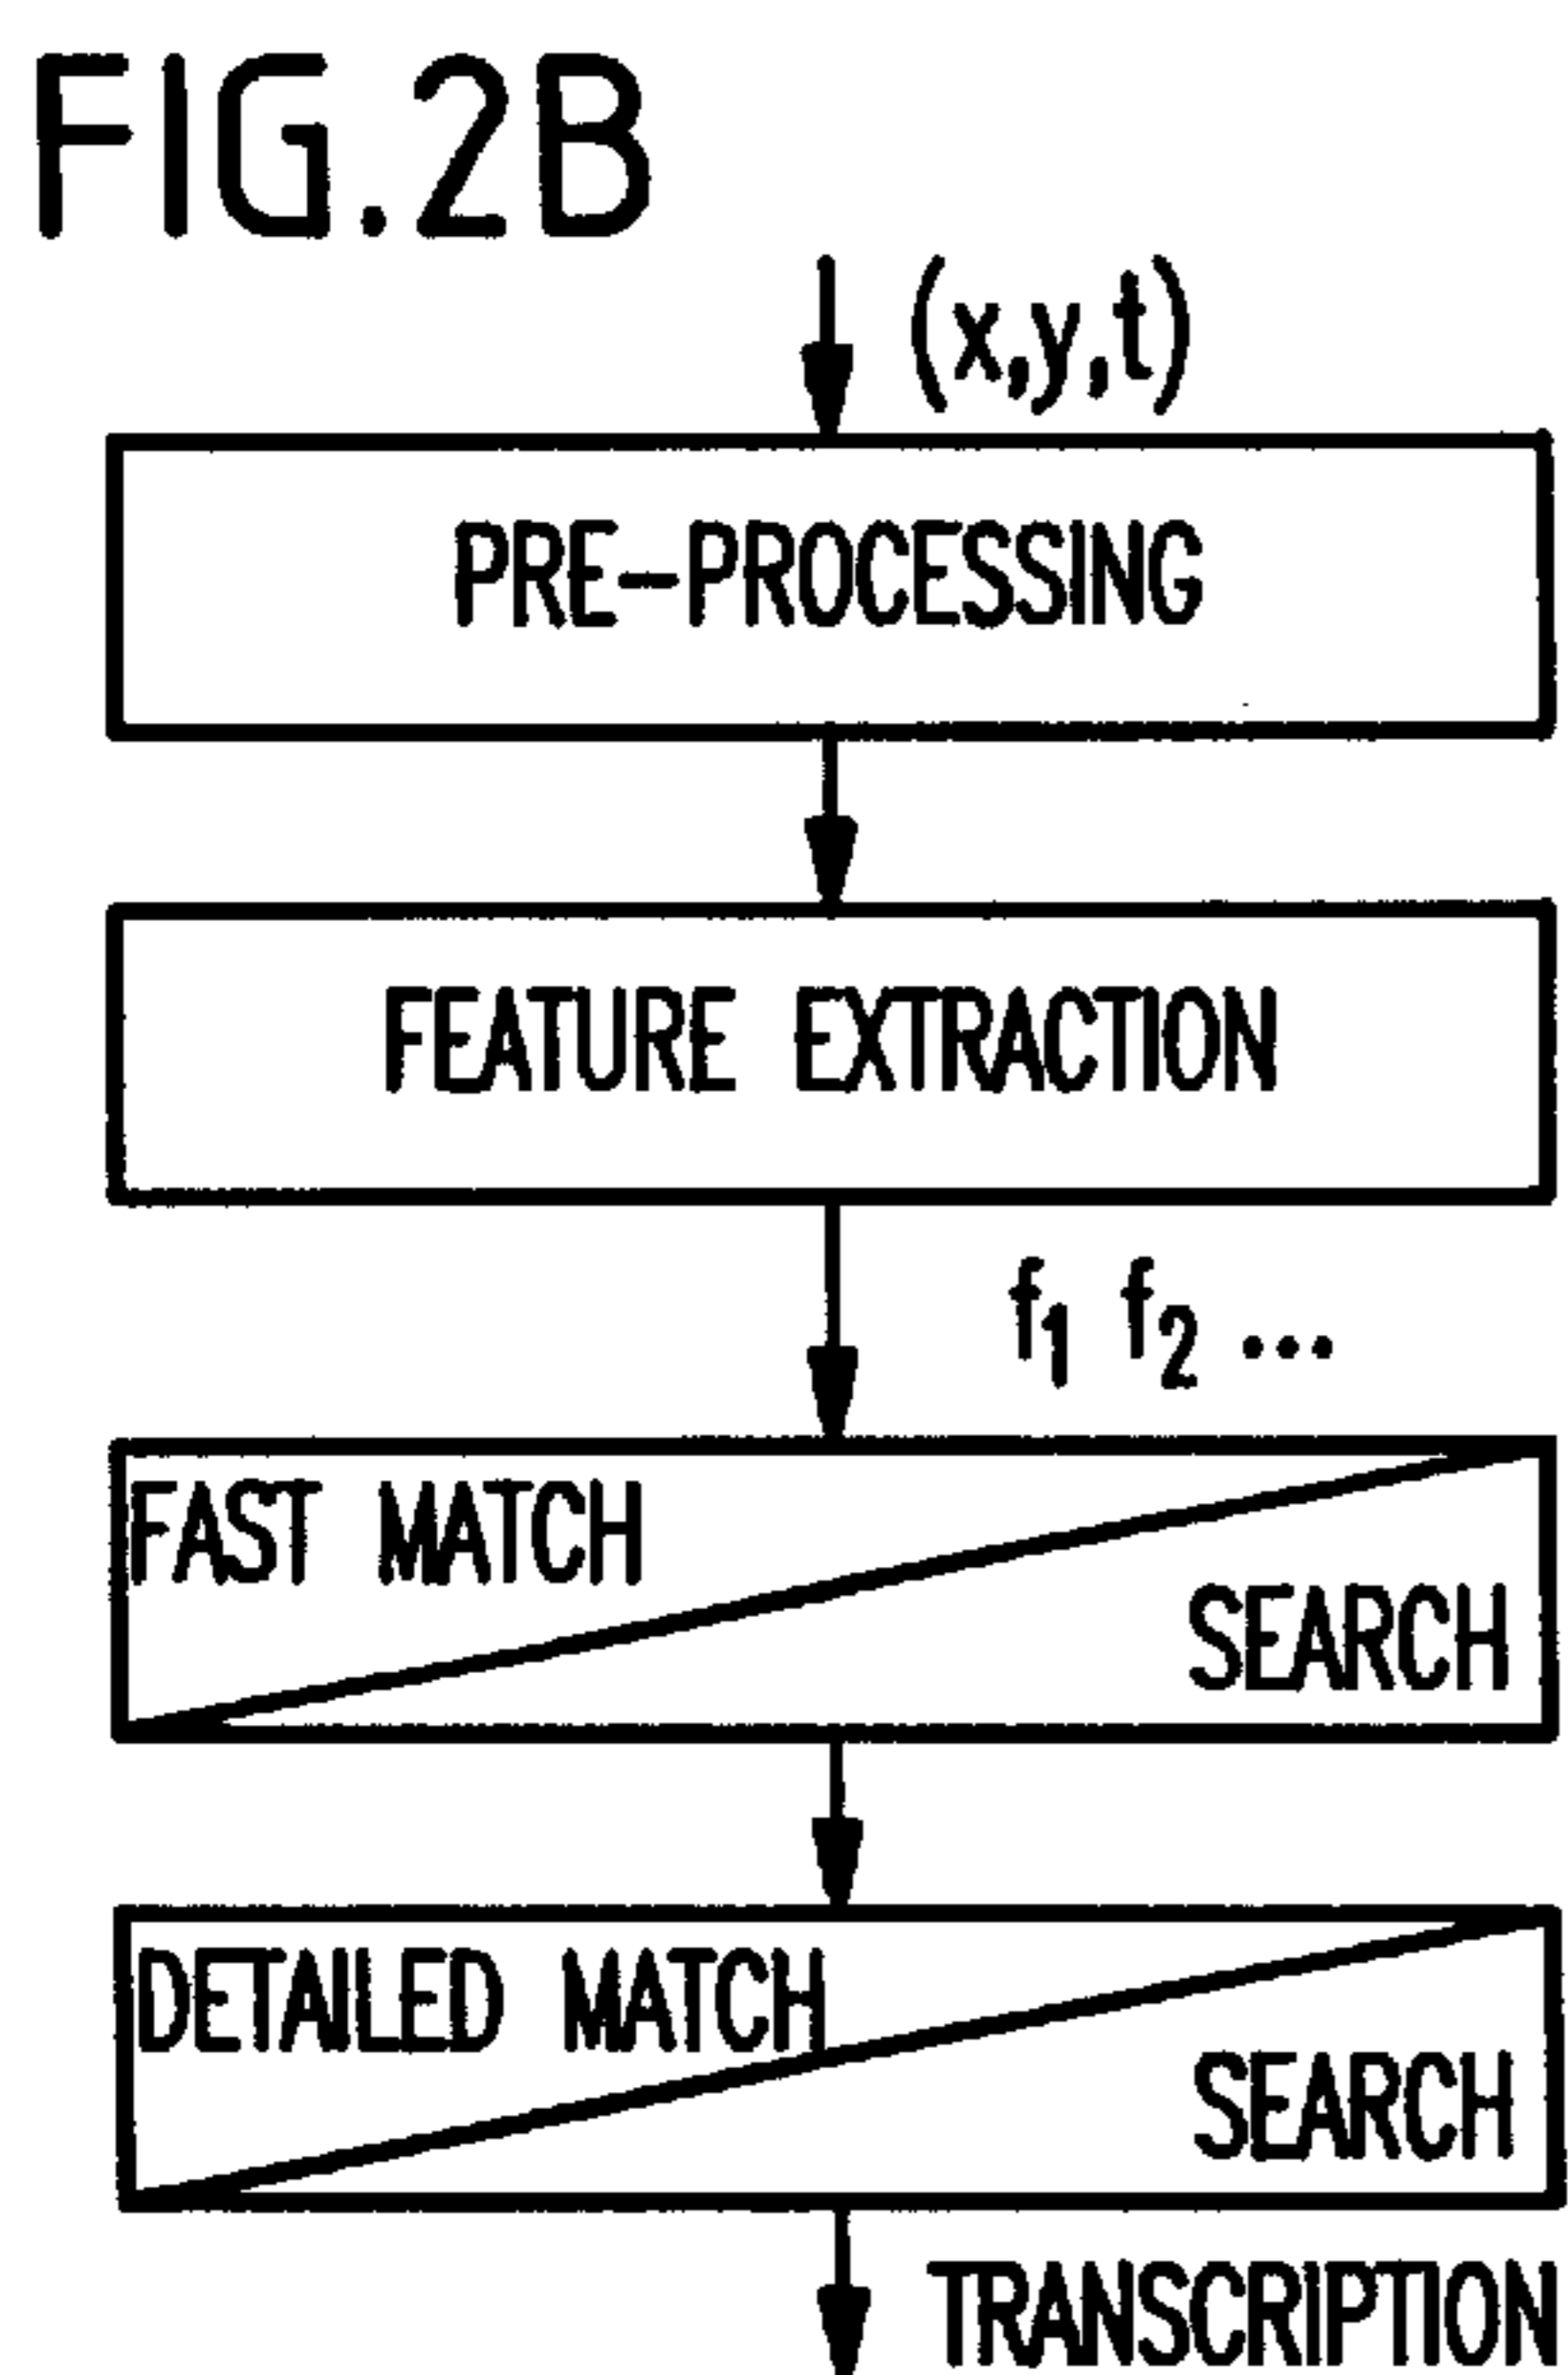 FIG.2B
(x,y,t)
PRE-PROCESSING
FEATURE EXTRACTION
f₁ f₂ ...
FAST MATCH
SEARCH
DETAILED MATCH
SEARCH
TRANSCRIPTION